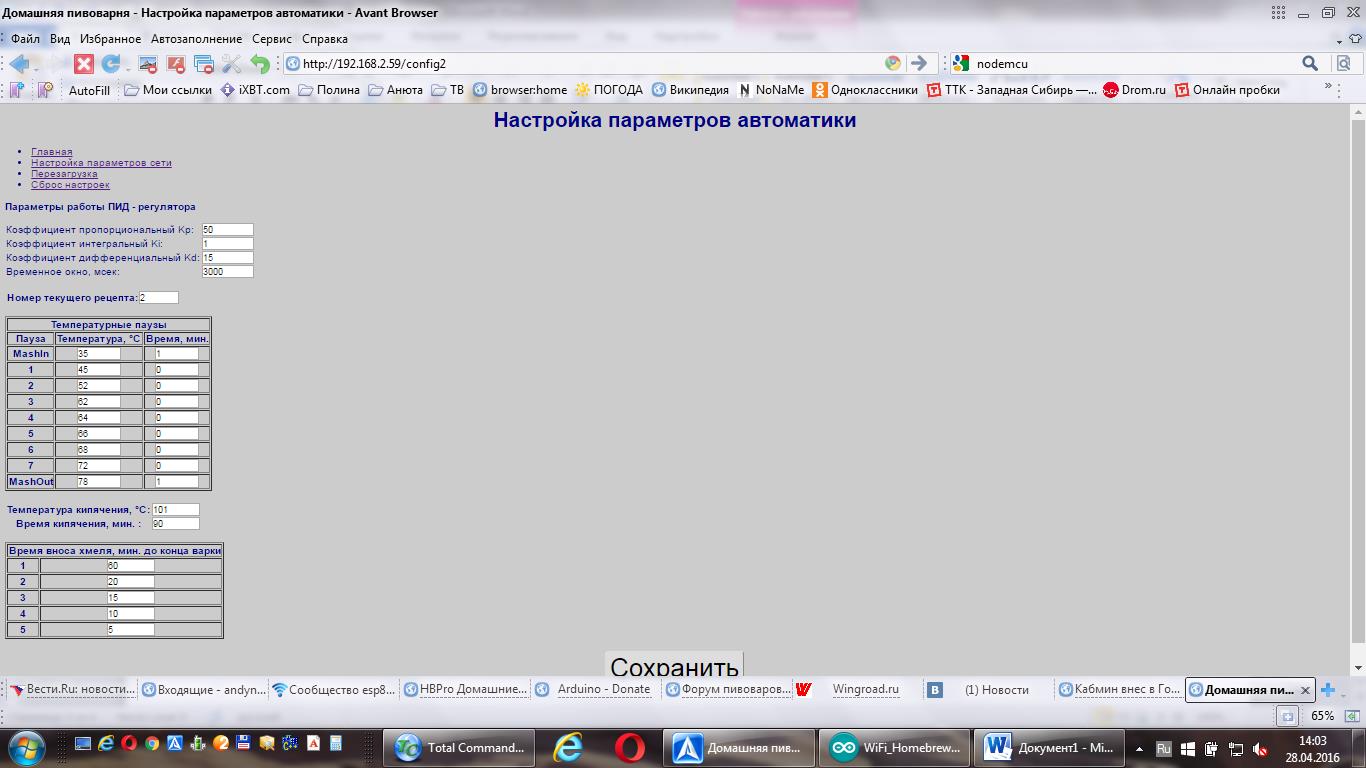 Домашняя пивоварня - Настройка параметров автоматики - Avant Browser
Файл Вид Избранное Автозаполнение Сервис Справка
http://192.168.2.59/config2 nodemcu
AutoFill Мои ссылки iXBT.com Полина Анюта ТВ browser:home ПОГОДА Википедия NoNaMe Одноклассники ТТК - Западная Сибирь —... Drom.ru Онлайн пробки »
Настройка параметров автоматики
Главная
Настройка параметров сети
Перезагрузка
Сброс настроек
Параметры работы ПИД - регулятора
Коэффициент пропорциональный Kp: 50
Коэффициент интегральный Ki: 1
Коэффициент дифференциальный Kd: 15
Временное окно, мсек: 3000
Номер текущего рецепта: 2
Температурные паузы
Пауза Температура, °C Время, мин.
MashIn 35 1
1 45 0
2 52 0
3 62 0
4 64 0
5 66 0
6 68 0
7 72 0
MashOut 78 1
Температура кипячения, °C: 101
Время кипячения, мин. : 90
Время вноса хмеля, мин. до конца варки
1 60
2 20
3 15
4 10
5 5
Сохранить
Вести.Ru: новости... Входящие - andyn... Сообщество esp8... HBPro Домашние... Arduino - Donate Форум пивоваров... Wingroad.ru (1) Новости Кабмин внес в Го... Домашняя пи...
65%
Total Command... Домашняя пив... WiFi_Homebrew... Документ1 - Mi... Ru 14:03
28.04.2016